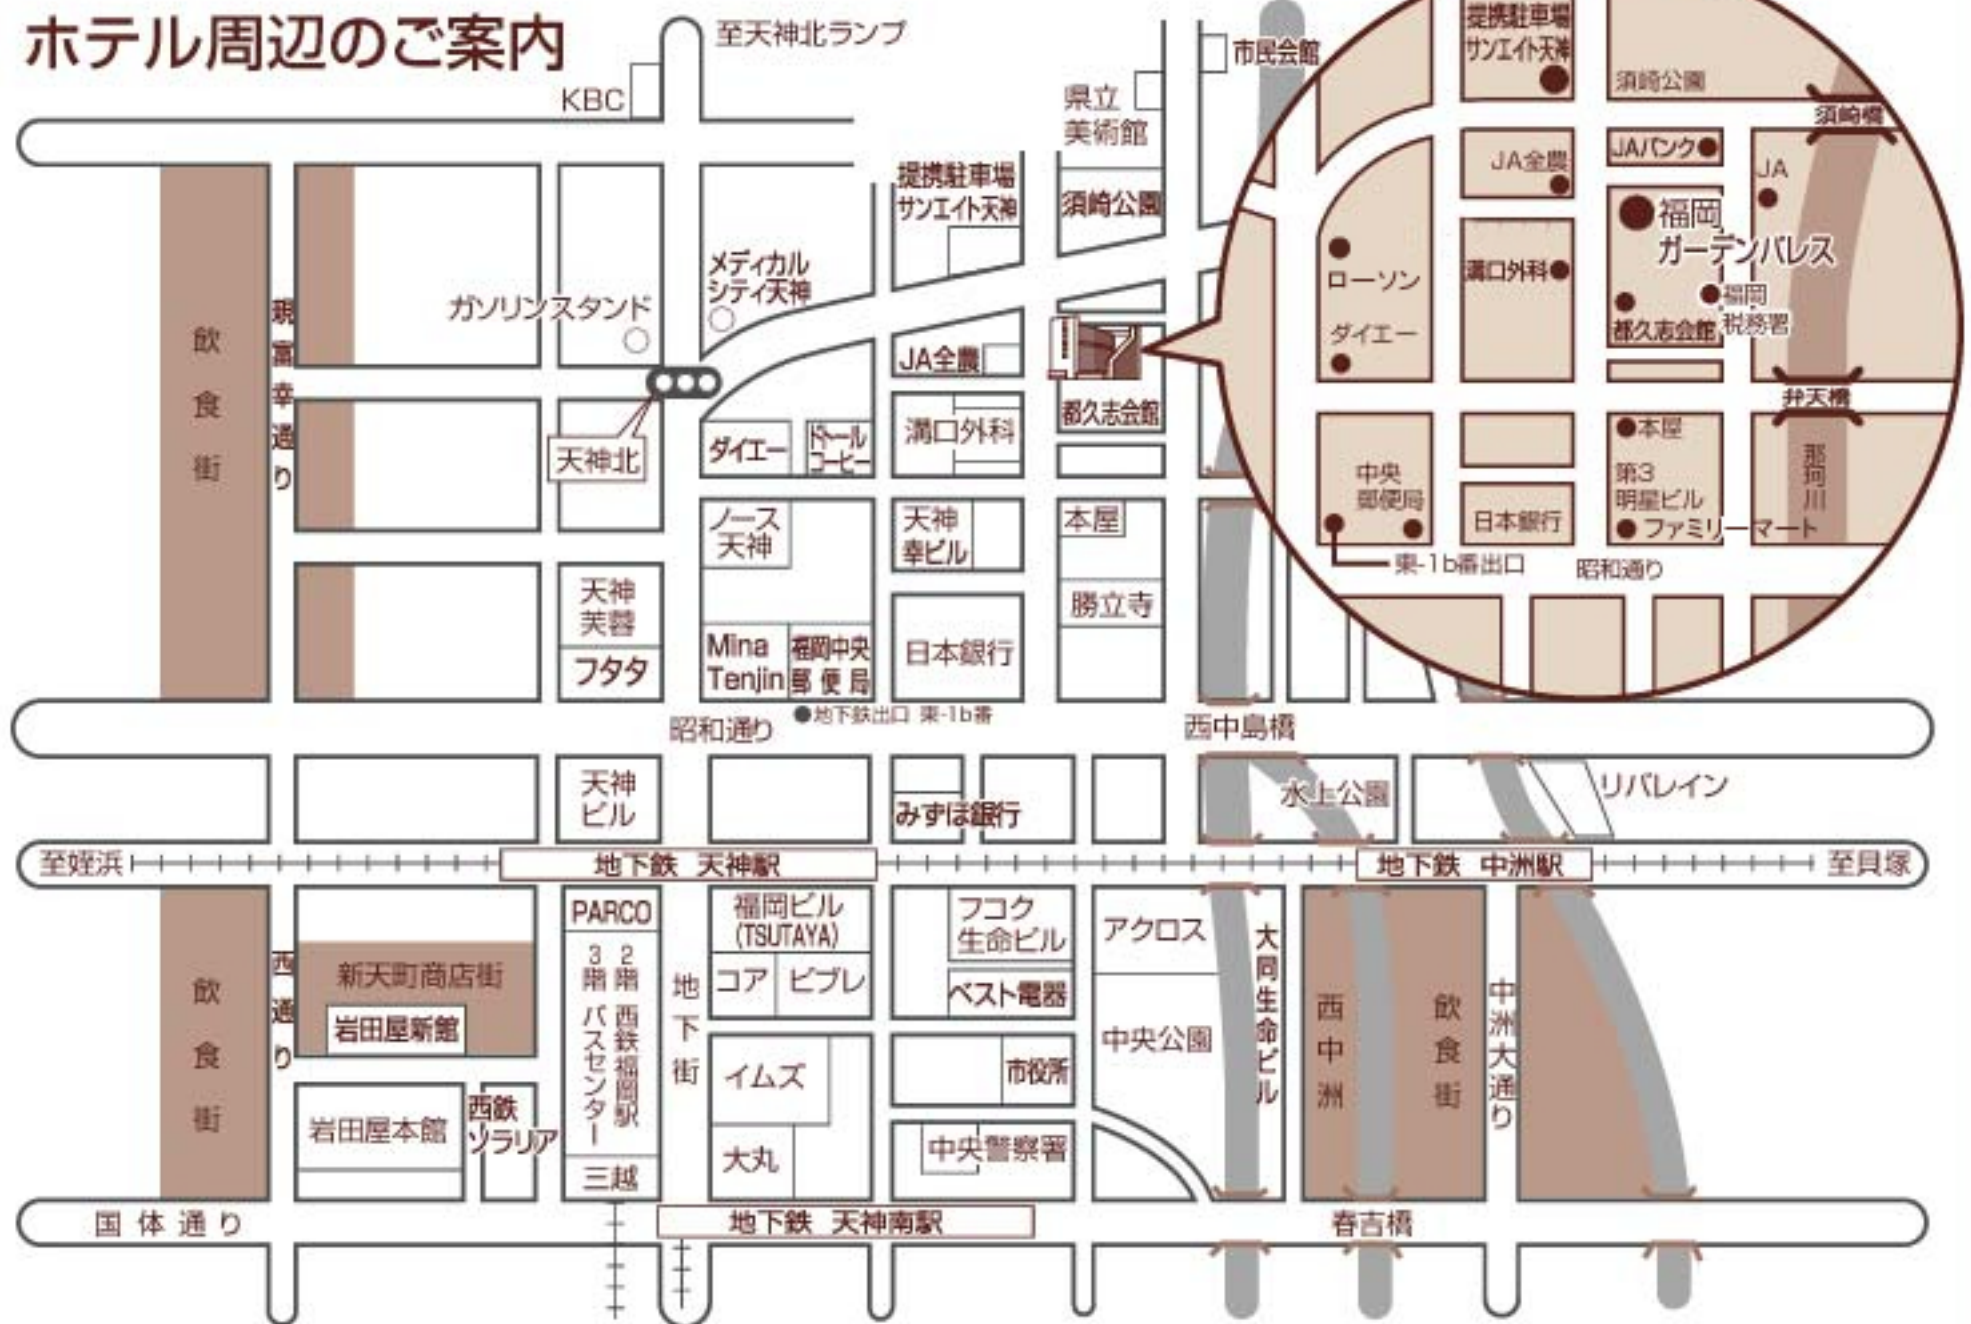 ホテル周辺のご案内
至天神北ランプ
KBC
県立
美術館
市民会館
提携駐車場
サンエイト天神
須崎公園
メディカル
シティ天神
ガソリンスタンド
飲食街
親富幸通り
天神北
JA全農
都久志会館
ダイエー
ドトール
コーヒー
溝口外科
ノース
天神
天神
幸ビル
本屋
天神
芙蓉
フタタ
Mina
Tenjin
福岡中央
郵便局
日本銀行
勝立寺
●地下鉄出口 東-1b番
昭和通り
西中島橋
天神
ビル
みずほ銀行
水上公園
リバレイン
至姪浜
地下鉄 天神駅
地下鉄 中洲駅
至貝塚
飲食街
西通り
新天町商店街
岩田屋新館
岩田屋本館
西鉄
ソラリア
PARCO
2階 西鉄福岡駅
3階 バスセンター
三越
地下街
福岡ビル
(TSUTAYA)
コア
ビブレ
イムズ
大丸
フコク
生命ビル
ベスト電器
市役所
中央警察署
アクロス
中央公園
大同生命ビル
西中洲
飲食街
中洲大通り
国体通り
地下鉄 天神南駅
春吉橋
提携駐車場
サンエイト天神
須崎公園
須崎橋
JA全農
JAバンク
JA
福岡
ガーデンパレス
ローソン
溝口外科
福岡
税務署
ダイエー
都久志会館
弁天橋
本屋
中央
郵便局
第3
明星ビル
日本銀行
ファミリーマート
那珂川
東-1b番出口
昭和通り